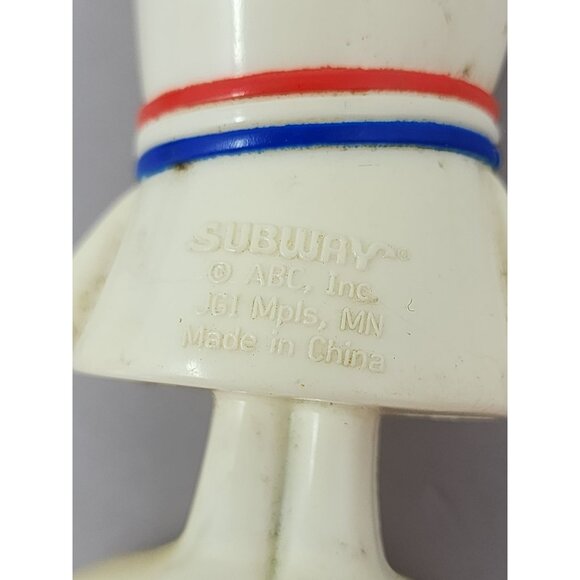 SUBWAY®
© ABC, Inc.
JGI Mpls, MN
Made in China